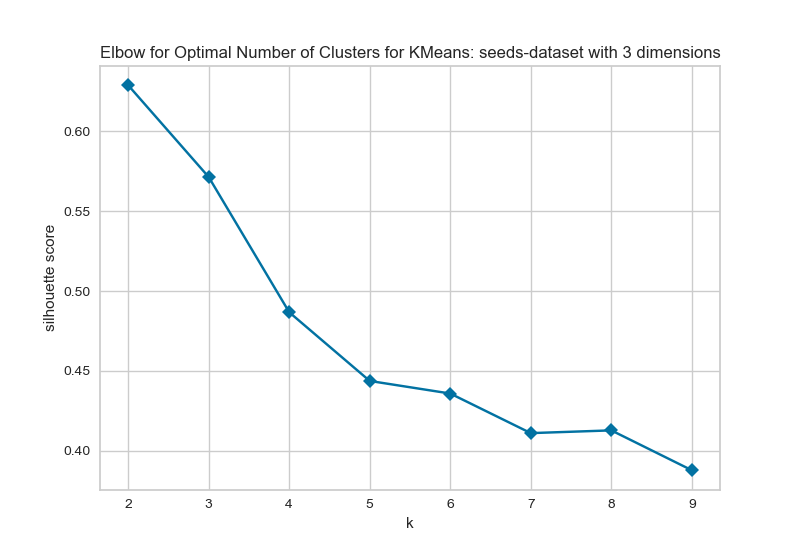 Elbow for Optimal Number of Clusters for KMeans: seeds-dataset with 3 dimensions
silhouette score
0.60
0.55
0.50
0.45
0.40
2 3 4 5 6 7 8 9
k